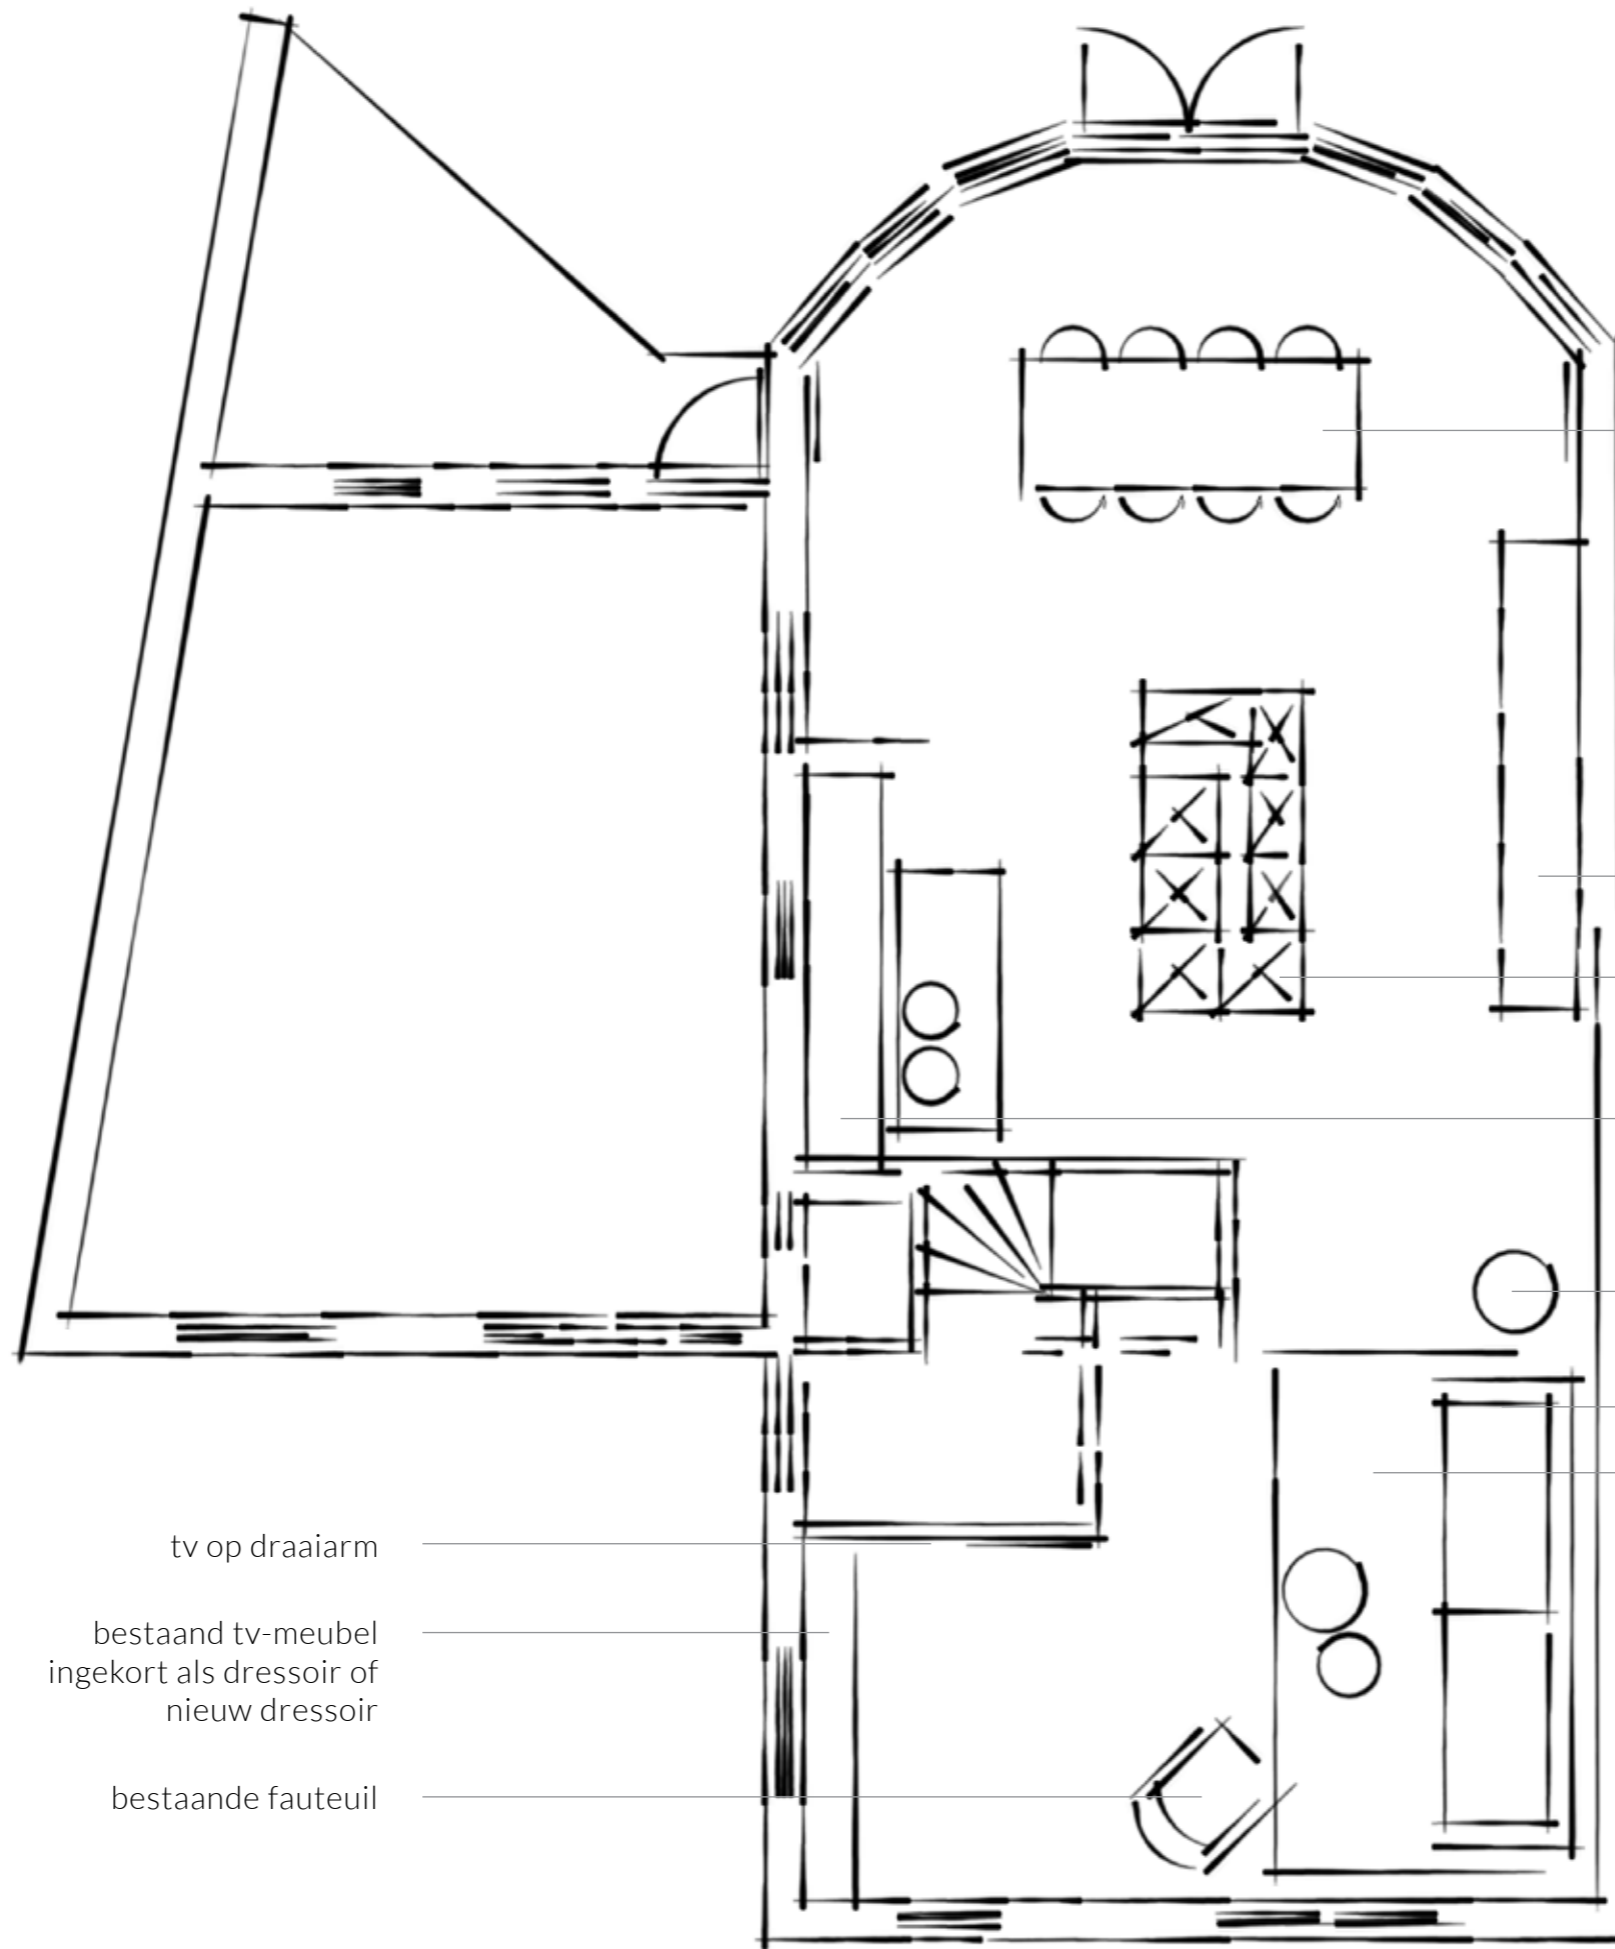 tv op draaiarm
bestaand tv-meubel
ingekort als dressoir of
nieuw dressoir
bestaande fauteuil